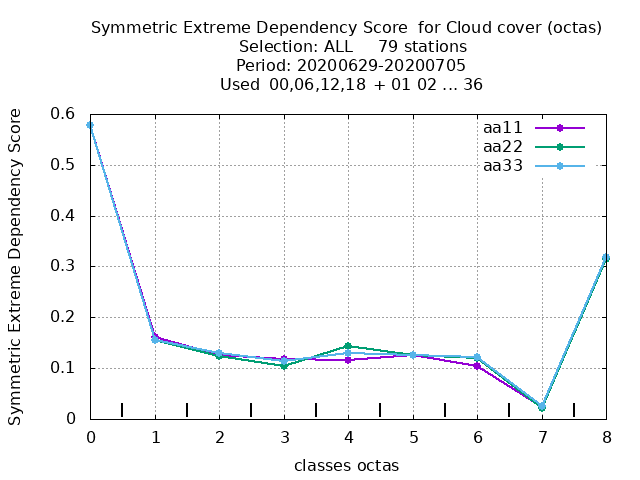 Symmetric Extreme Dependency Score for Cloud cover (octas)
Selection: ALL 79 stations
Period: 20200629-20200705
Used 00,06,12,18 + 01 02 ... 36
Symmetric Extreme Dependency Score
0.6
0.5
0.4
0.3
0.2
0.1
0
aa11
aa22
aa33
0 1 2 3 4 5 6 7 8
classes octas